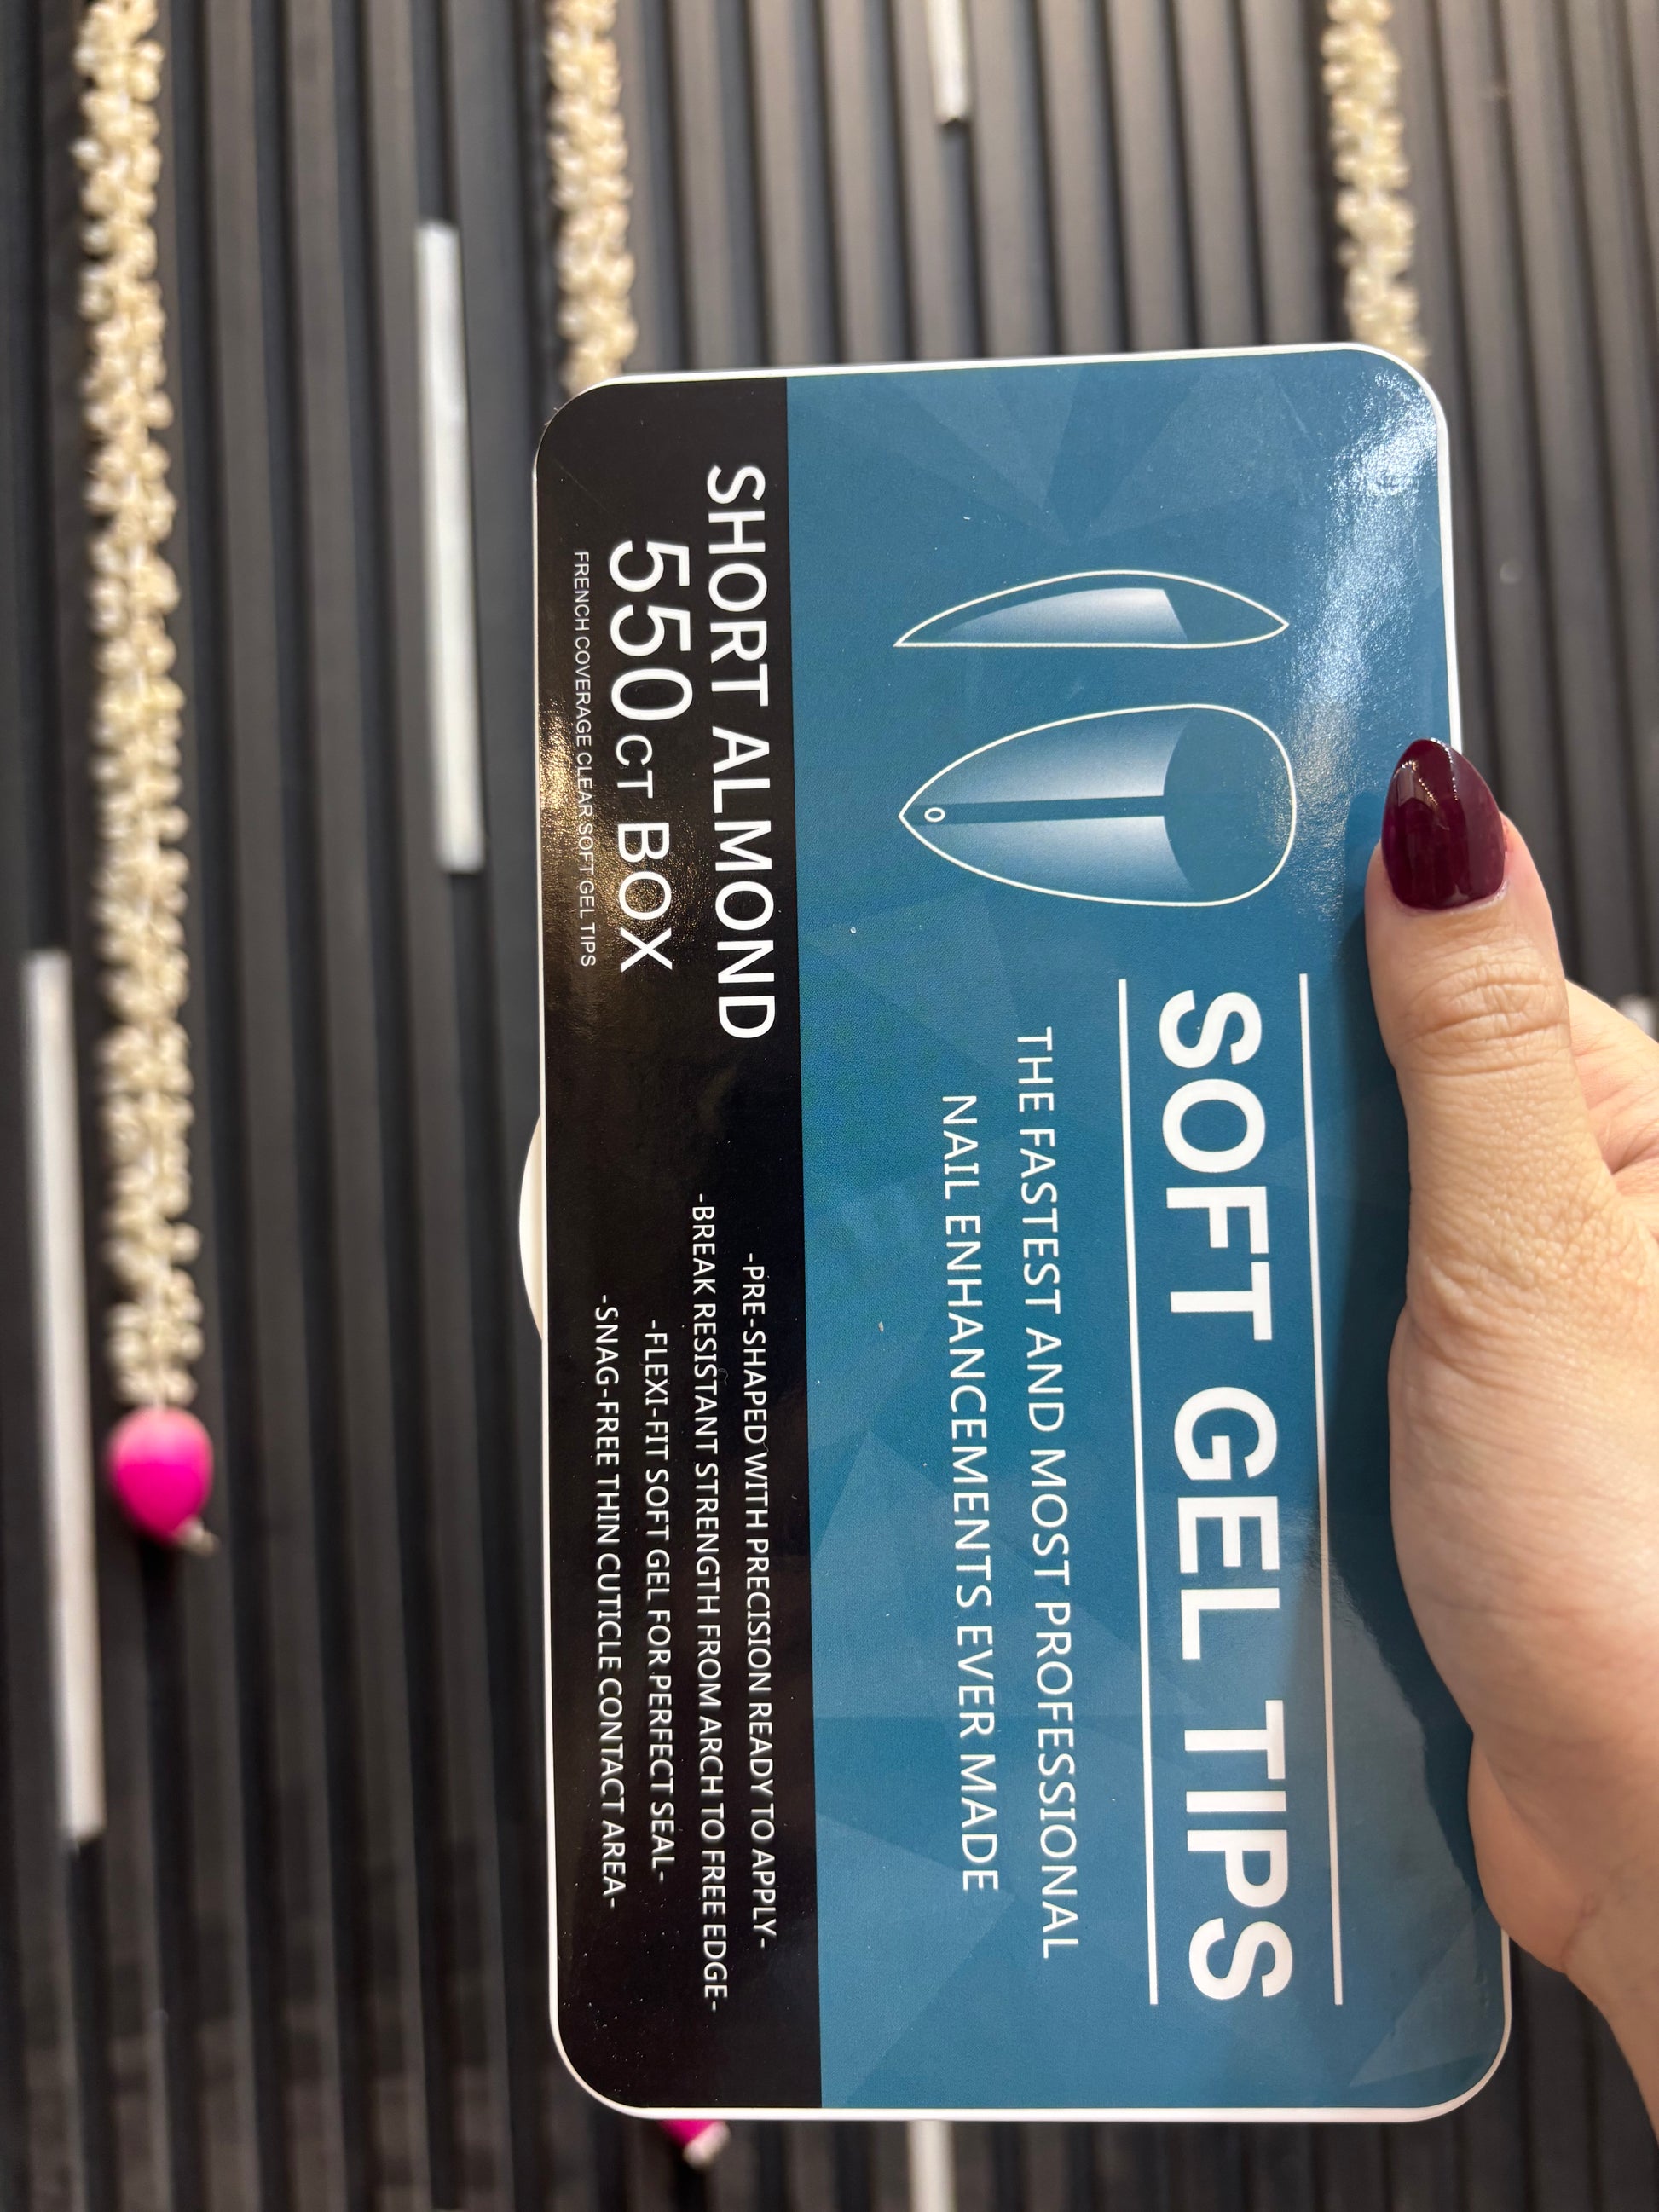 SOFT GEL TIPS
THE FASTEST AND MOST PROFESSIONAL
NAIL ENHANCEMENTS EVER MADE
SHORT ALMOND
550CT BOX
FRENCH COVERAGE CLEAR SOFT GEL TIPS
-PRE-SHAPED WITH PRECISION READY TO APPLY-
-BREAK RESISTANT STRENGTH FROM ARCH TO FREE EDGE-
-FLEXI-FIT SOFT GEL FOR PERFECT SEAL-
-SNAG-FREE THIN CUTICLE CONTACT AREA-
0